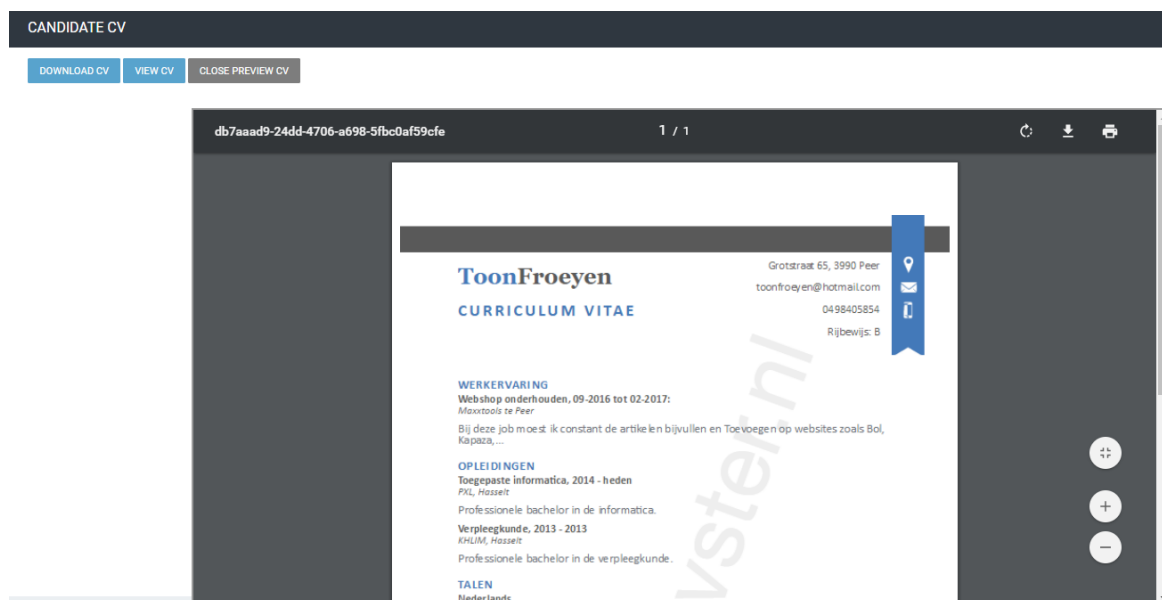 CANDIDATE CV
DOWNLOAD CV VIEW CV CLOSE PREVIEW CV
db7aaad9-24dd-4706-a698-5fbc0af59cfe 1 / 1
ToonFroeyen
CURRICULUM VITAE
Grotstraat 65, 3990 Peer
toonfroeyen@hotmail.com
0498405854
Rijbewijs: B
WERKERVARING
Webshop onderhouden, 09-2016 tot 02-2017:
Maxxtools te Peer
Bij deze job moest ik constant de artikelen bijvullen en Toevoegen op websites zoals Bol,
Kapaza,...
OPLEIDINGEN
Toegepaste informatica, 2014 - heden
PXL, Hasselt
Professionele bachelor in de informatica.
Verpleegkunde, 2013 - 2013
KHLIM, Hasselt
Professionele bachelor in de verpleegkunde.
TALEN
Nederlands
vster.nl